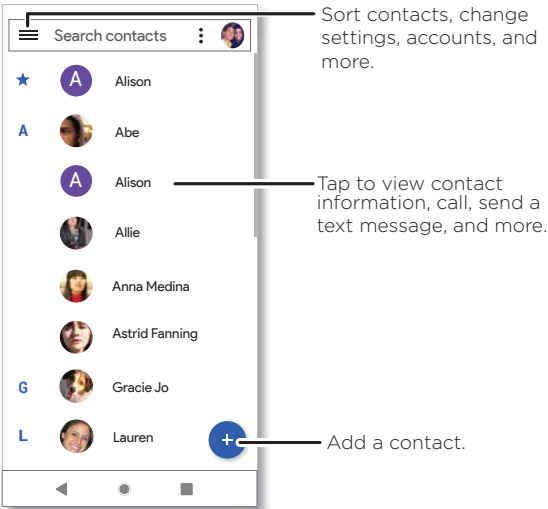 Search contacts
Sort contacts, change
settings, accounts, and
more.
A
Alison
A
Abe
A
Alison
Tap to view contact
information, call, send a
text message, and more.
Allie
Anna Medina
Astrid Fanning
G
Gracie Jo
L
Lauren
+
Add a contact.